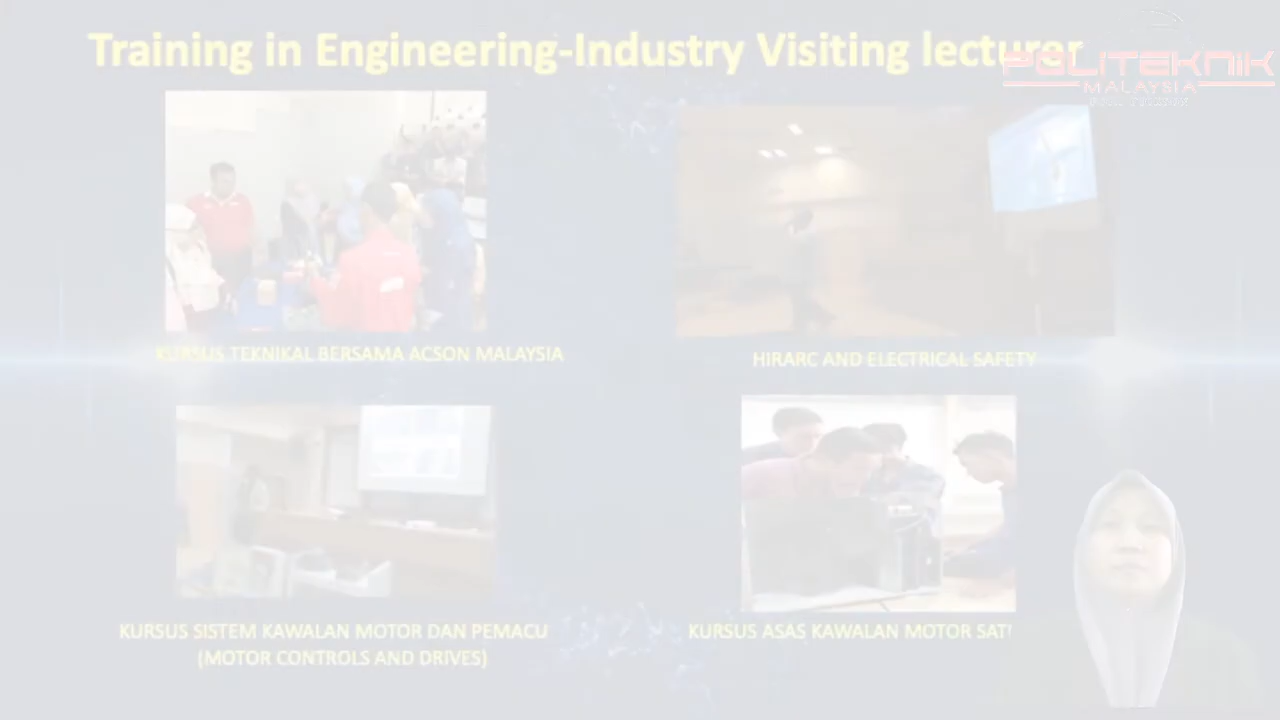 Training in Engineering-Industry Visiting lecturer
POLITEKNIK
MALAYSIA
KURSUS TEKNIKAL BERSAMA ACSON MALAYSIA
HIRARC AND ELECTRICAL SAFETY
KURSUS SISTEM KAWALAN MOTOR DAN PEMACU
(MOTOR CONTROLS AND DRIVES)
KURSUS ASAS KAWALAN MOTOR